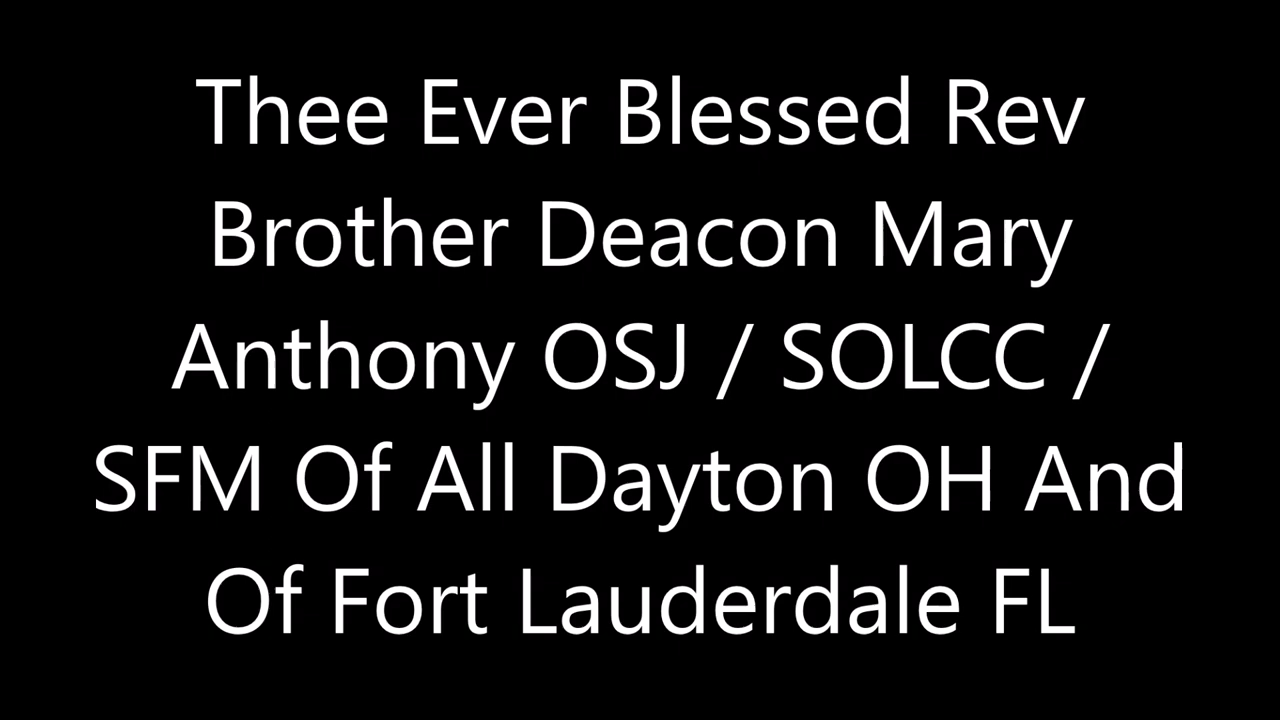 Thee Ever Blessed Rev
Brother Deacon Mary
Anthony OSJ / SOLCC /
SFM Of All Dayton OH And
Of Fort Lauderdale FL